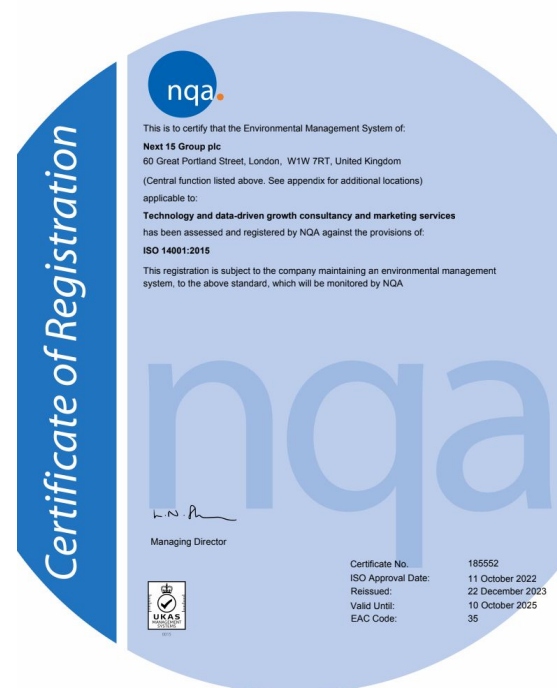 Certificate of Registration
nqa.
This is to certify that the Environmental Management System of:
Next 15 Group plc
60 Great Portland Street, London, W1W 7RT, United Kingdom
(Central function listed above. See appendix for additional locations)
applicable to:
Technology and data-driven growth consultancy and marketing services
has been assessed and registered by NQA against the provisions of:
ISO 14001:2015
This registration is subject to the company maintaining an environmental management
system, to the above standard, which will be monitored by NQA
nqa
Managing Director
Certificate No. 185552
ISO Approval Date: 11 October 2022
Reissued: 22 December 2023
Valid Until: 10 October 2025
EAC Code: 35
UKAS
MANAGEMENT
SYSTEMS